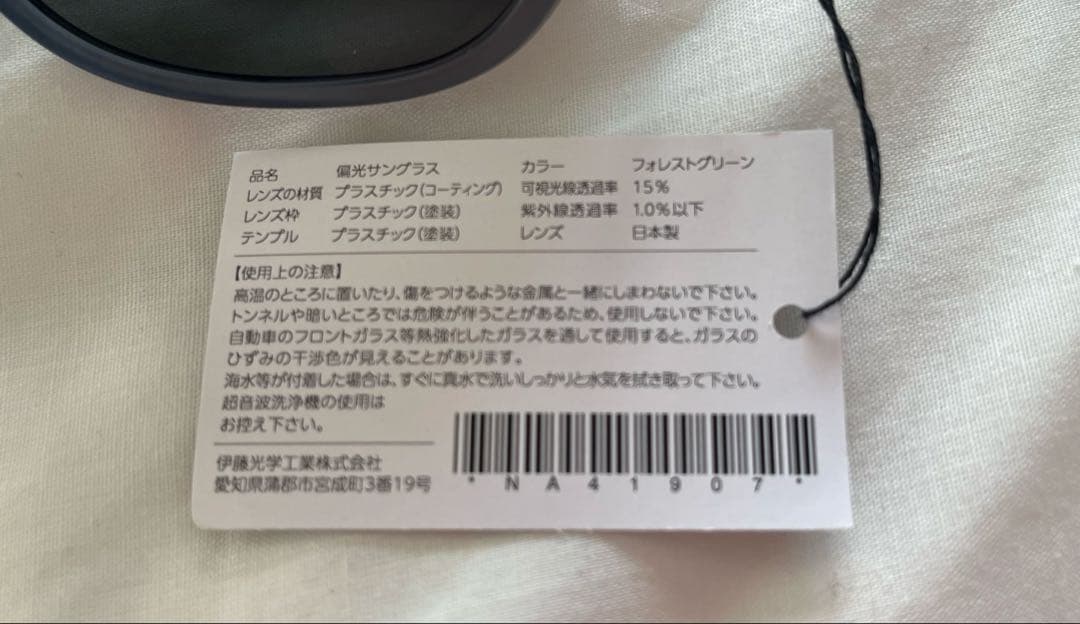 品名 偏光サングラス カラー フォレストグリーン
レンズの材質 プラスチック(コーティング) 可視光線透過率 15%
レンズ枠 プラスチック(塗装) 紫外線透過率 1.0%以下
テンプル プラスチック(塗装) レンズ 日本製
【使用上の注意】
高温のところに置いたり、傷をつけるような金属と一緒にしまわないで下さい。
トンネルや暗いところでは危険が伴うことがあるため、使用しないで下さい。
自動車のフロントガラス等熱強化したガラスを通して使用すると、ガラスの
ひずみの干渉色が見えることがあります。
海水等が付着した場合は、すぐに真水で洗いしっかりと水気を拭き取って下さい。
超音波洗浄機の使用は
お控え下さい。
伊藤光学工業株式会社
愛知県蒲郡市宮成町3番19号
*NA41907*